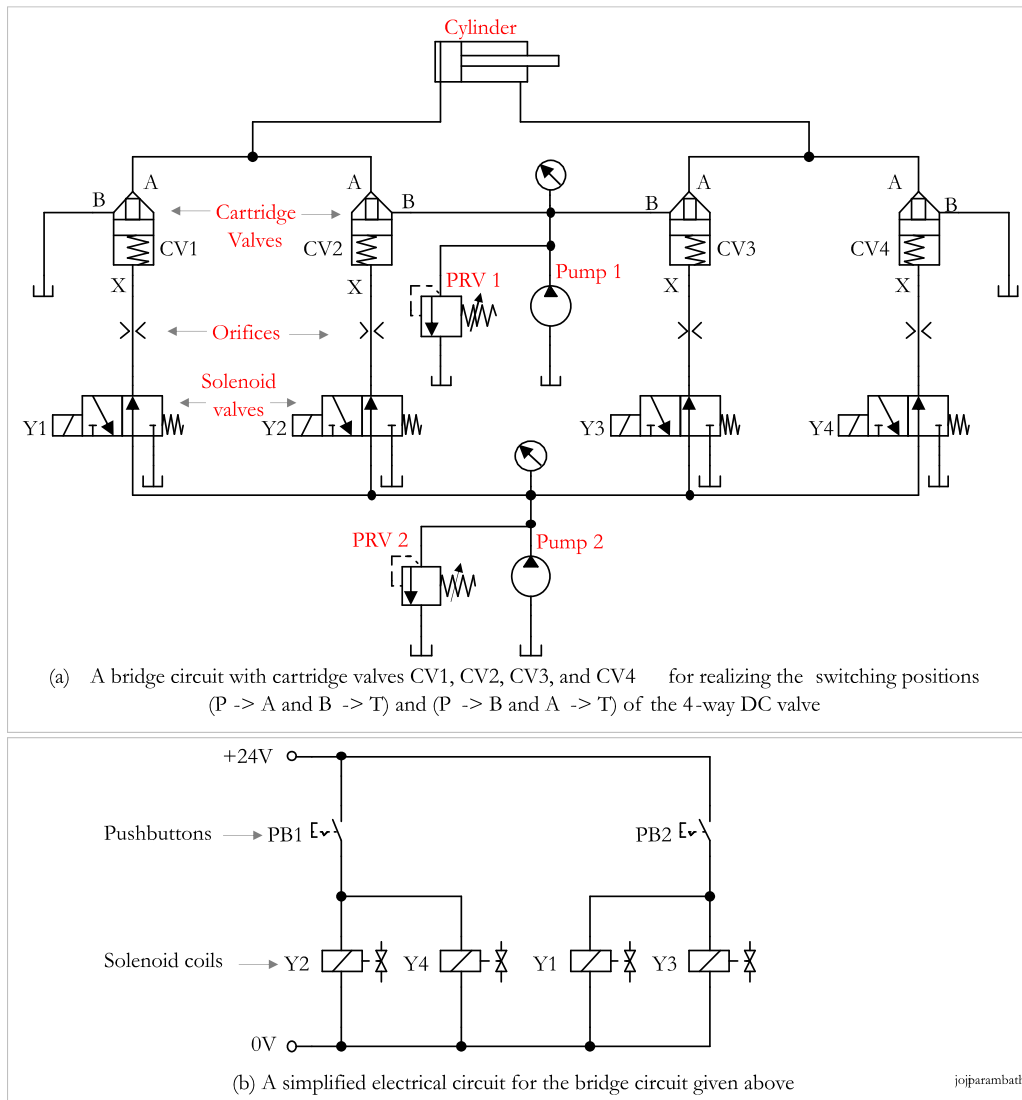 Cylinder
A
A
A
A
B
B
B
B
Cartridge
Valves
CV1
CV2
CV3
CV4
PRV 1
Pump 1
X
X
X
X
Orifices
Solenoid
valves
Y1
Y2
Y3
Y4
PRV 2
Pump 2
(a) A bridge circuit with cartridge valves CV1, CV2, CV3, and CV4 for realizing the switching positions
(P -> A and B -> T) and (P -> B and A -> T) of the 4-way DC valve
+24V
Pushbuttons
PB1
PB2
Solenoid coils
Y2
Y4
Y1
Y3
0V
(b) A simplified electrical circuit for the bridge circuit given above
jojiparambath